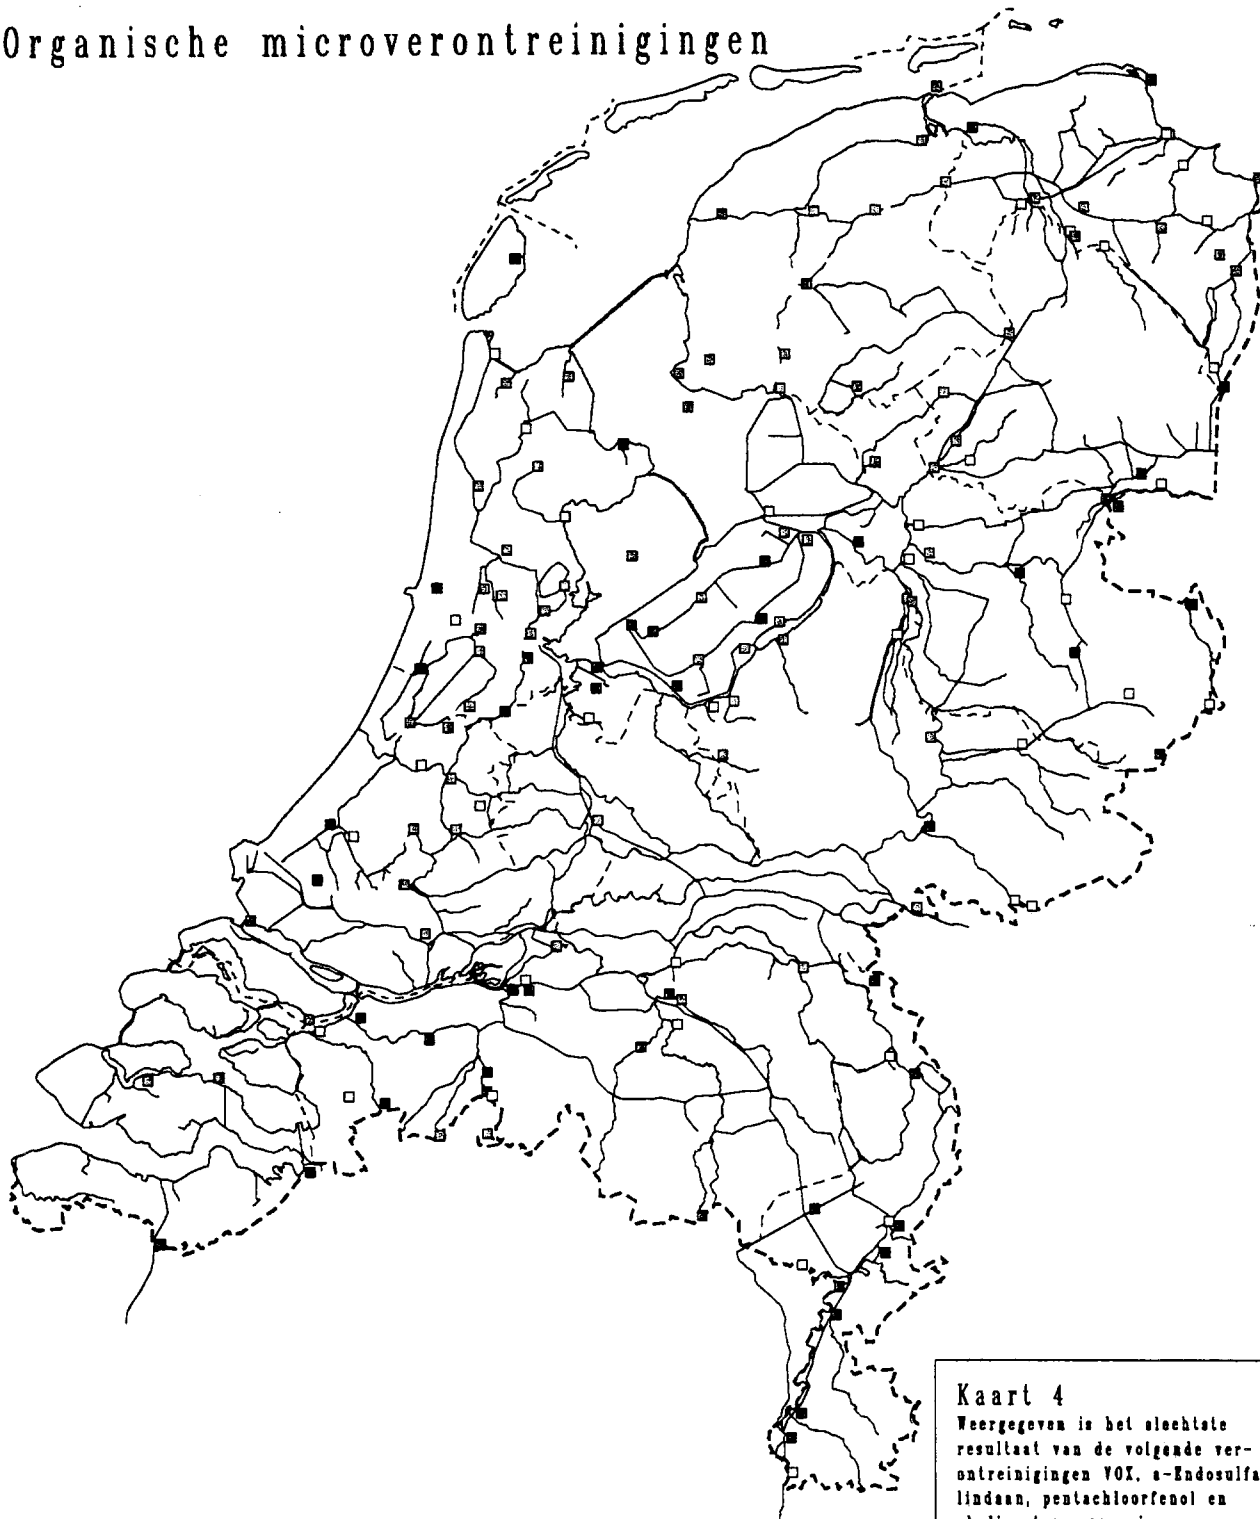 Organische microverontreinigingen
Kaart 4
Weergegeven is het slechtste
resultaat van de volgende ver-
ontreinigingen VOX, a-Endosulfa
lindaan, pentachloorfenol en